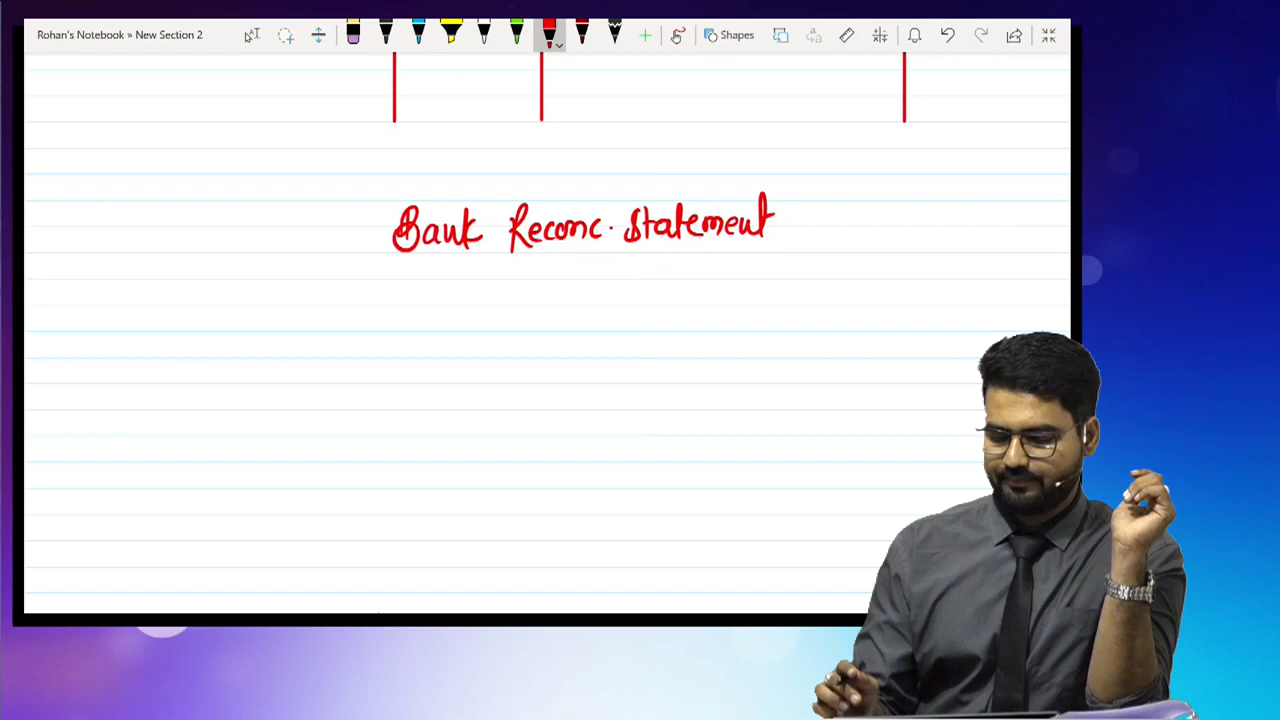 Rohan's Notebook » New Section 2
Shapes
Bank Reconc. Statement